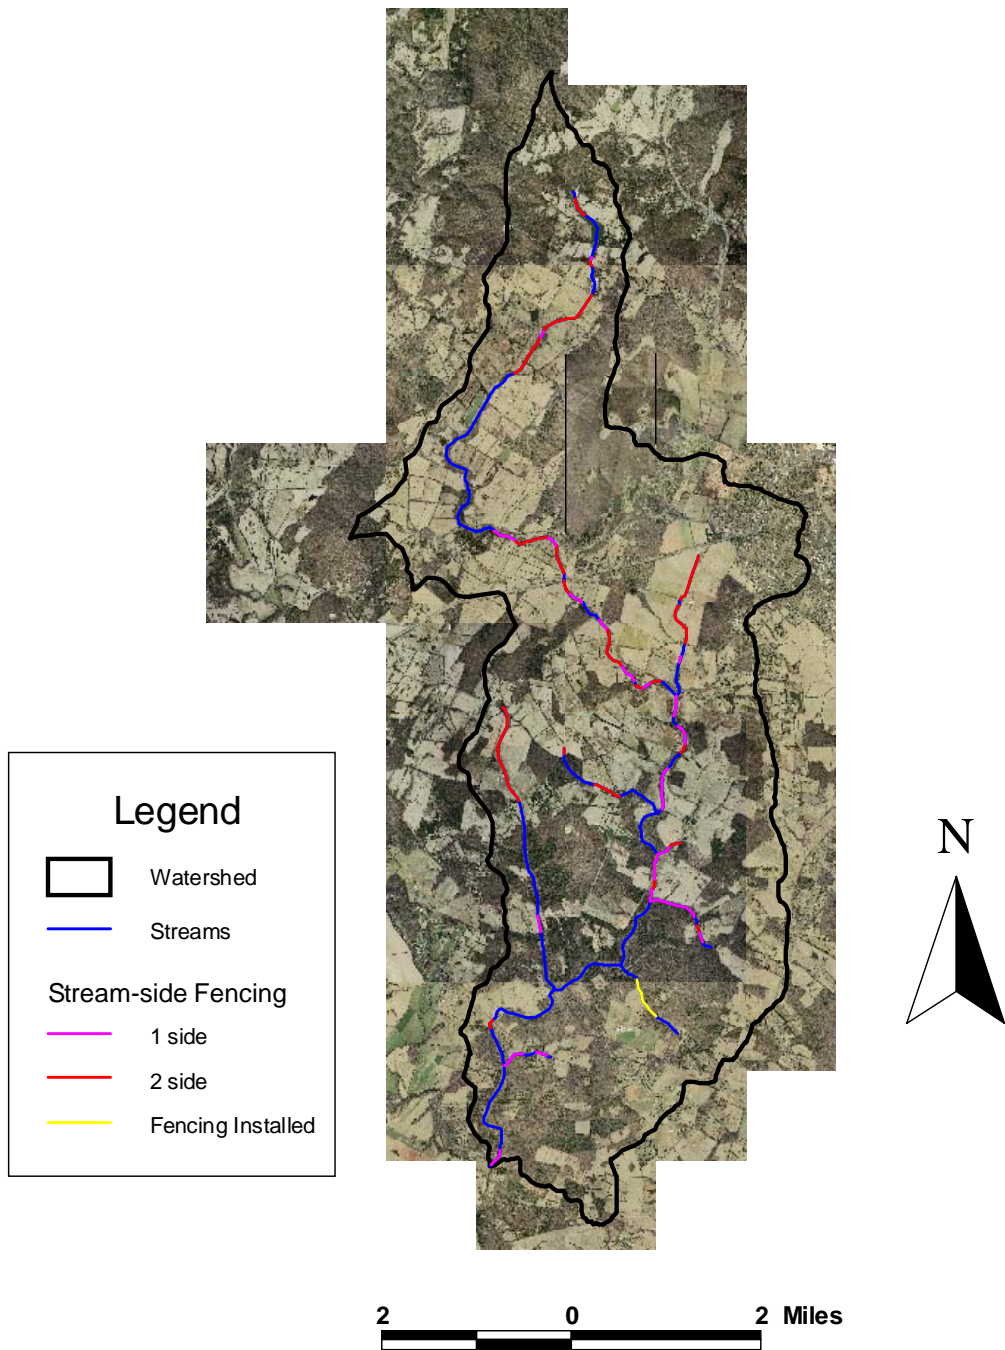 Legend
Watershed
Streams
Stream-side Fencing
1 side
2 side
Fencing Installed
N
2 0 2 Miles